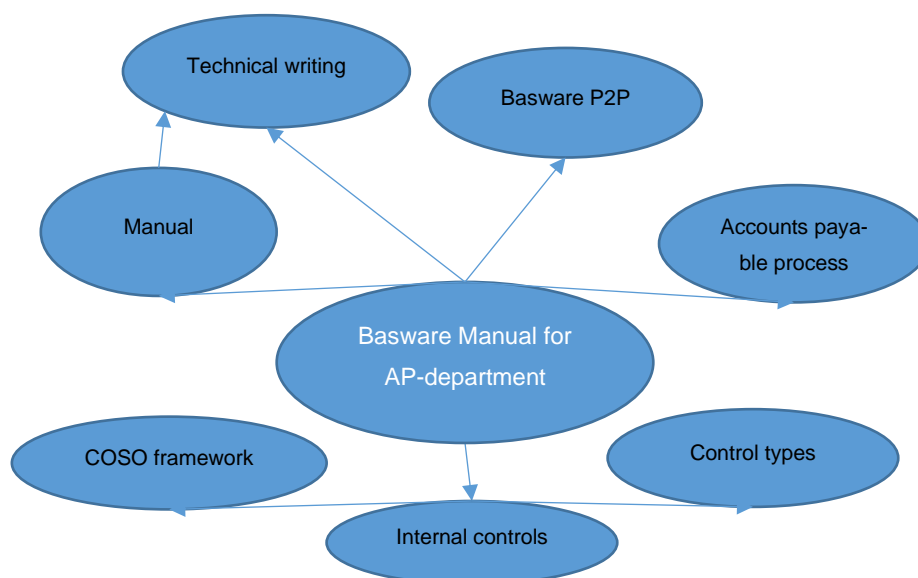 Technical writing
Basware P2P
Manual
Accounts paya-
ble process
Basware Manual for
AP-department
COSO framework
Control types
Internal controls